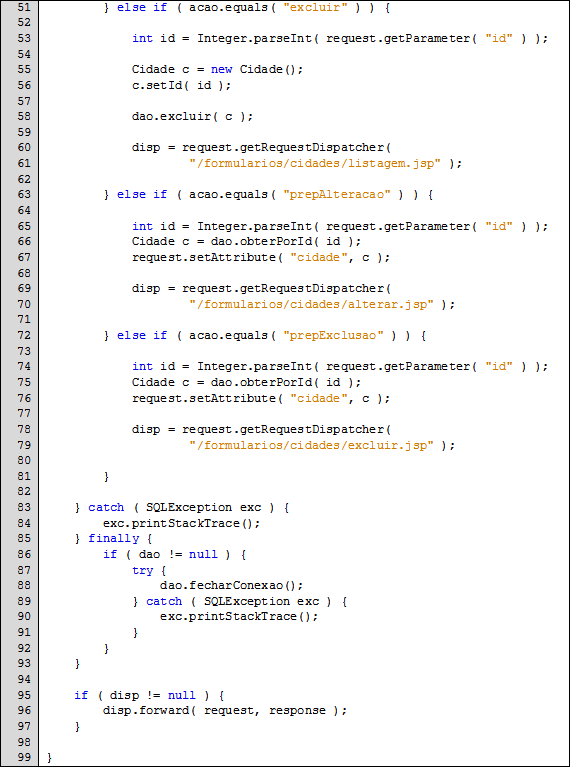 51         } else if ( acao.equals( "excluir" ) ) {
52
53             int id = Integer.parseInt( request.getParameter( "id" ) );
54
55             Cidade c = new Cidade();
56             c.setId( id );
57
58             dao.excluir( c );
59
60             disp = request.getRequestDispatcher(
61                     "/formularios/cidades/listagem.jsp" );
62
63         } else if ( acao.equals( "prepAlteracao" ) ) {
64
65             int id = Integer.parseInt( request.getParameter( "id" ) );
66             Cidade c = dao.obterPorId( id );
67             request.setAttribute( "cidade", c );
68
69             disp = request.getRequestDispatcher(
70                     "/formularios/cidades/alterar.jsp" );
71
72         } else if ( acao.equals( "prepExclusao" ) ) {
73
74             int id = Integer.parseInt( request.getParameter( "id" ) );
75             Cidade c = dao.obterPorId( id );
76             request.setAttribute( "cidade", c );
77
78             disp = request.getRequestDispatcher(
79                     "/formularios/cidades/excluir.jsp" );
80
81         }
82
83     } catch ( SQLException exc ) {
84         exc.printStackTrace();
85     } finally {
86         if ( dao != null ) {
87             try {
88                 dao.fecharConexao();
89             } catch ( SQLException exc ) {
90                 exc.printStackTrace();
91             }
92         }
93     }
94
95     if ( disp != null ) {
96         disp.forward( request, response );
97     }
98
99 }